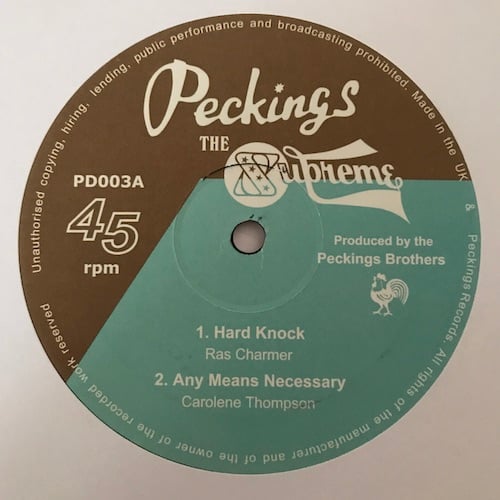 Unauthorised copying, hiring, lending, public performance and broadcasting prohibited. Made in the UK
& Peckings Records. All rights of the manufacturer and of the owner of the recorded work reserved
Peckings
THE
Supreme
PD003A
45
rpm
Produced by the
Peckings Brothers
1. Hard Knock
Ras Charmer
2. Any Means Necessary
Carolene Thompson